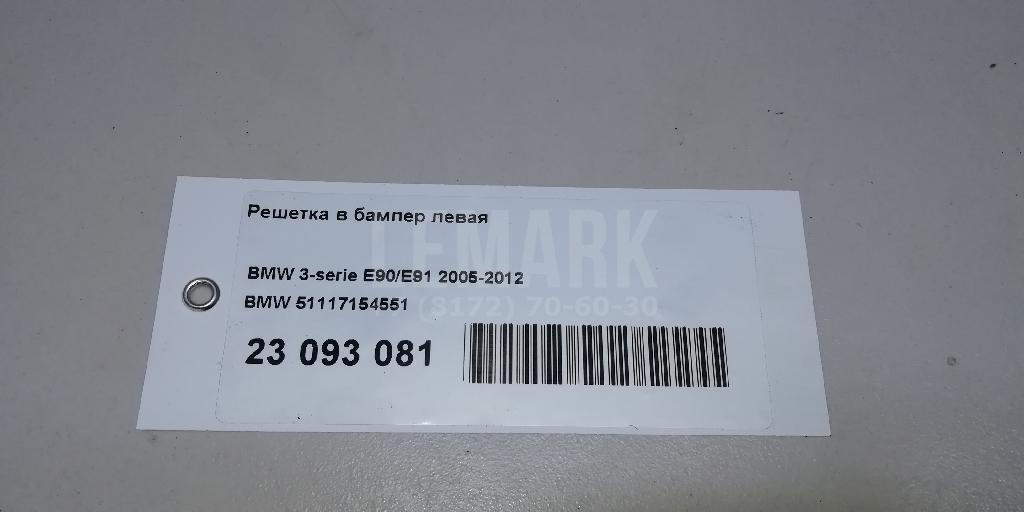 Решетка в бампер левая
LEMARK
BMW 3-serie E90/E91 2005-2012
BMW 51117154551
(8172) 70-60-30
23 093 081